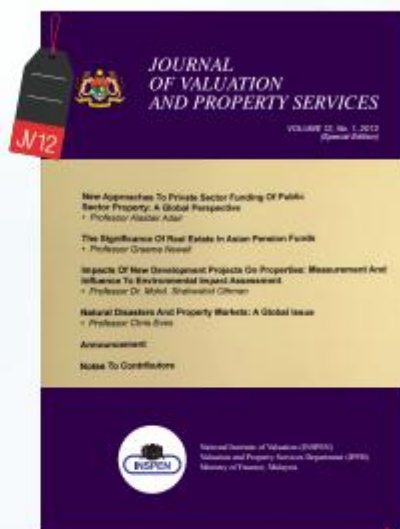 JV12
JOURNAL
OF VALUATION
AND PROPERTY SERVICES
VOLUME 12, No. 1, 2012
(Special Edition)
New Approaches To Private Sector Funding Of Public
Sector Property: A Global Perspective
• Professor Alastair Adair
The Significance Of Real Estate In Asian Pension Funds
• Professor Graeme Newell
Impacts Of New Development Projects On Properties: Measurement And
Influence To Environmental Impact Assessment
• Professor Dr. Mohd. Shahwahid Othman
Natural Disasters And Property Markets: A Global Issue
• Professor Chris Eves
Announcement
Notes To Contributors
INSPEN
National Institute of Valuation (INSPEN)
Valuation and Property Services Department (JPPH)
Ministry of Finance, Malaysia